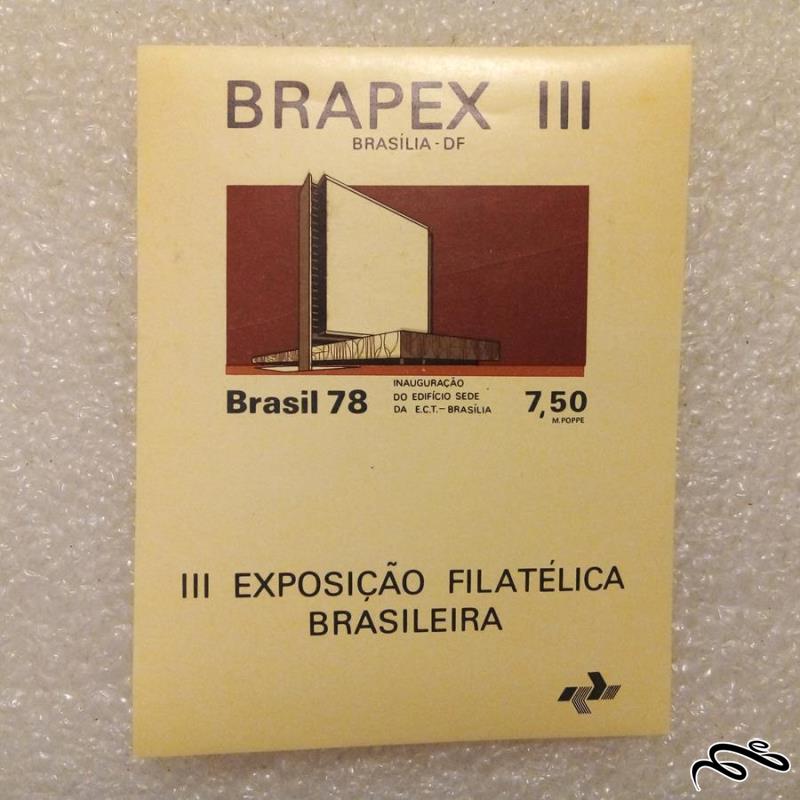 BRAPEX III
BRASÍLIA - DF
Brasil 78
INAUGURAÇÃO
DO EDIFÍCIO SEDE
DA E.C.T. - BRASÍLIA
7,50
M. POPPE
III EXPOSIÇÃO FILATÉLICA
BRASILEIRA